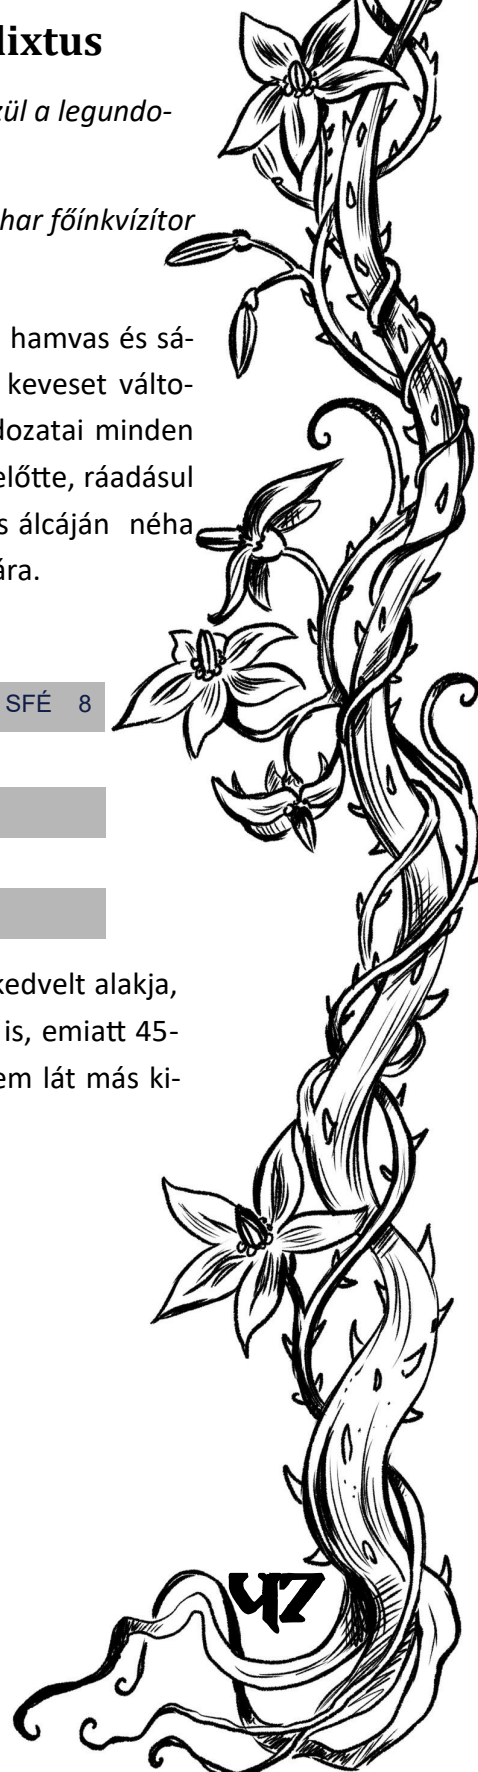 lixtus
zül a legundo-
har főínkvízítor
hamvas és sá-
keveset válto-
dozatai minden
előtte, ráadásul
s álcáján néha
ára.
SFÉ 8
kedvelt alakja,
is, emiatt 45-
em lát más ki-
47